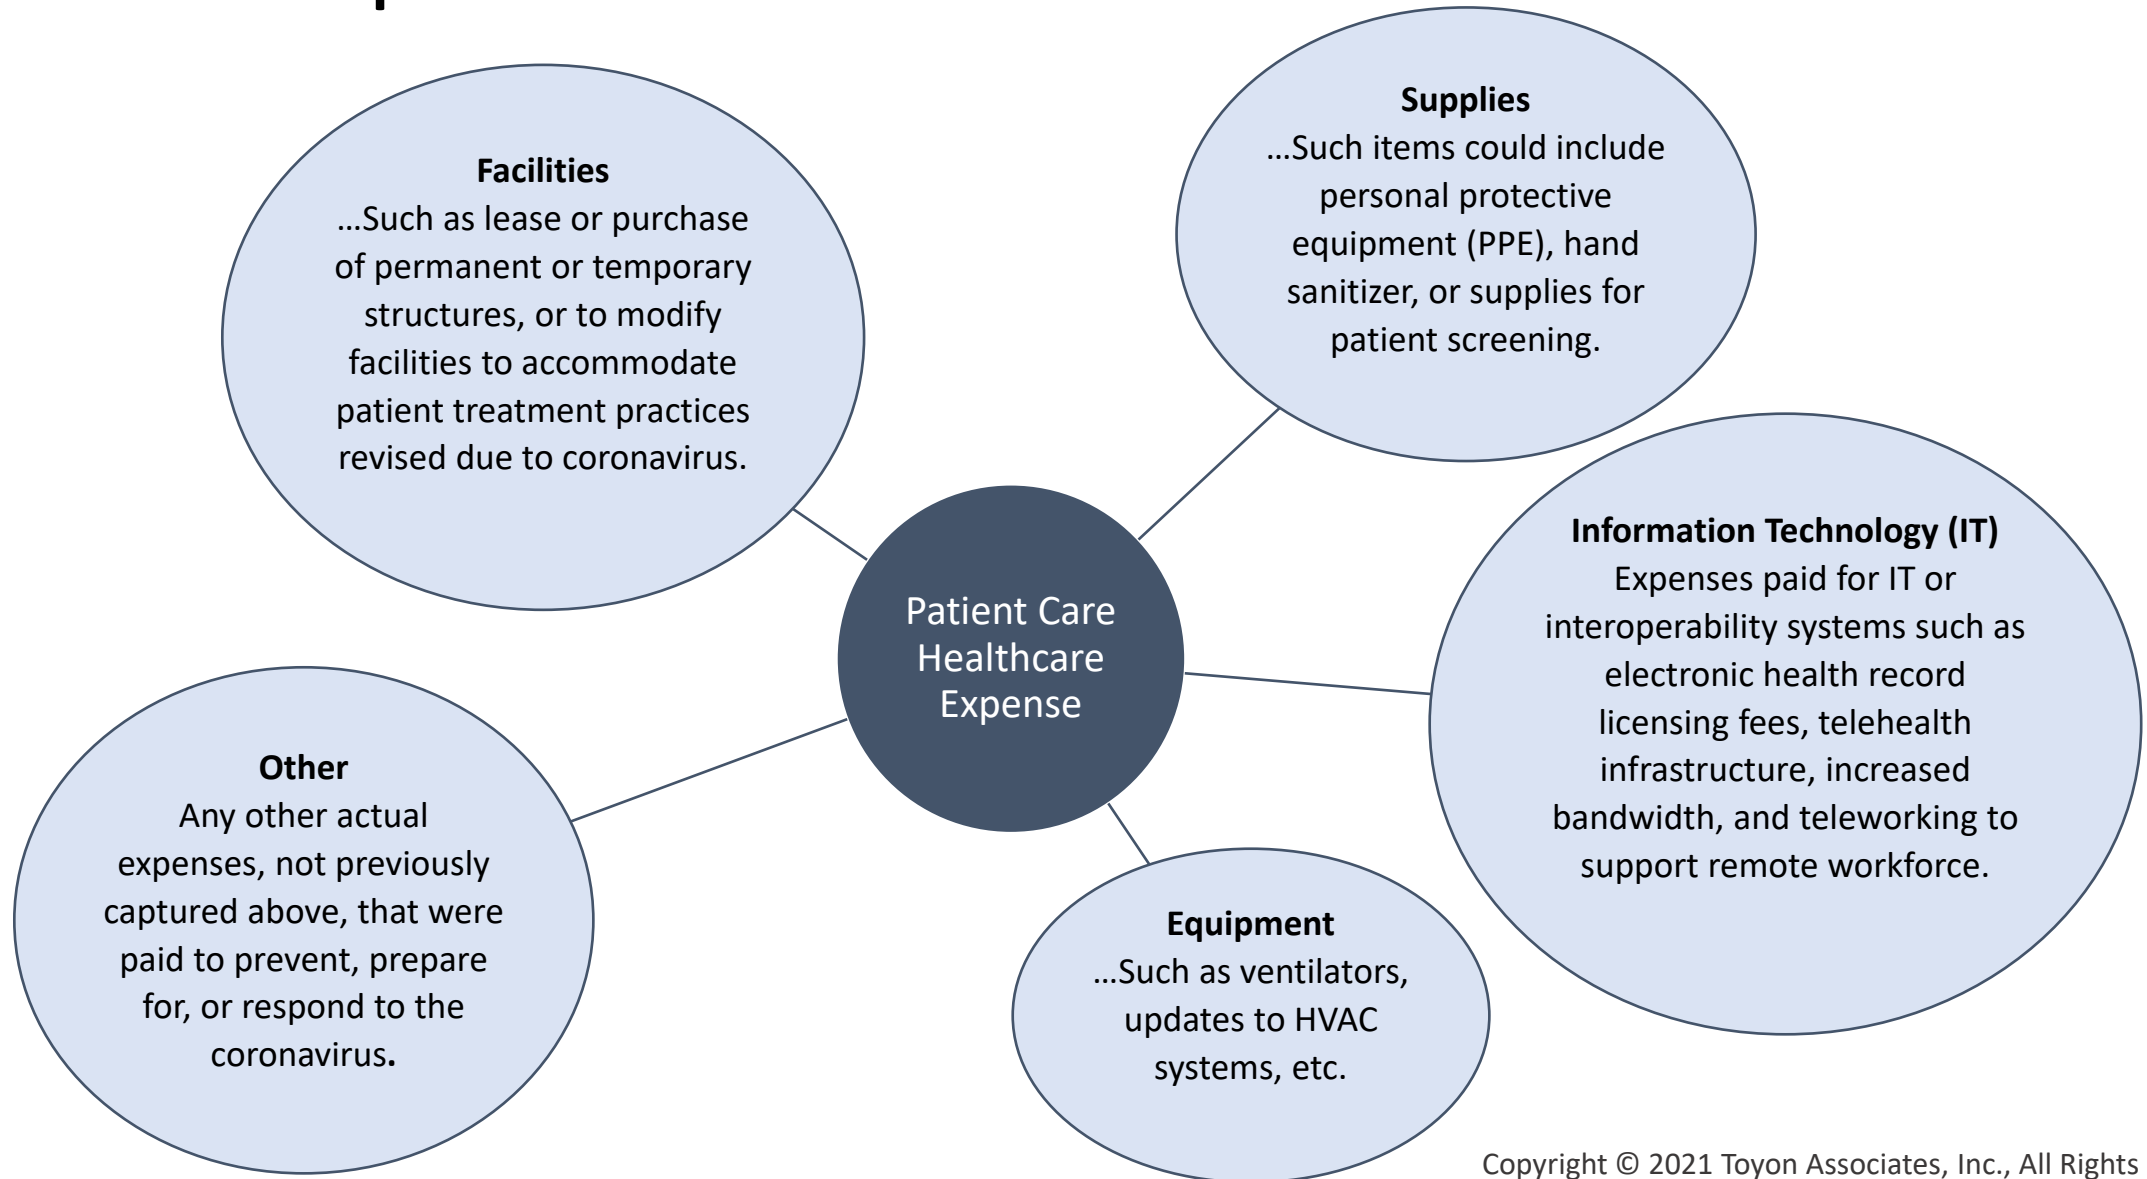 Facilities
...Such as lease or purchase
of permanent or temporary
structures, or to modify
facilities to accommodate
patient treatment practices
revised due to coronavirus.
Supplies
...Such items could include
personal protective
equipment (PPE), hand
sanitizer, or supplies for
patient screening.
Patient Care
Healthcare
Expense
Information Technology (IT)
Expenses paid for IT or
interoperability systems such as
electronic health record
licensing fees, telehealth
infrastructure, increased
bandwidth, and teleworking to
support remote workforce.
Other
Any other actual
expenses, not previously
captured above, that were
paid to prevent, prepare
for, or respond to the
coronavirus.
Equipment
...Such as ventilators,
updates to HVAC
systems, etc.
Copyright © 2021 Toyon Associates, Inc., All Rights